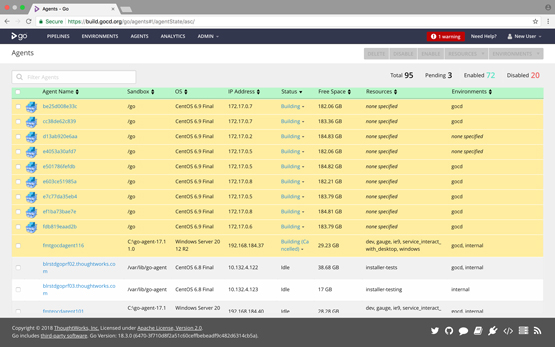 Agents - Go
Secure https://build.gocd.org/go/agents#!/agentState/asc/
go PIPELINES ENVIRONMENTS AGENTS ANALYTICS ADMIN 1 warning Need Help? New User
Agents
DELETE DISABLE ENABLE RESOURCES ENVIRONMENTS
Filter Agents
Total 95 Pending 3 Enabled 72 Disabled 20
Agent Name Sandbox OS IP Address Status Free Space Resources Environments
be25d008e33c /go CentOS 6.9 Final 172.17.0.7 Building 182.06 GB none specified gocd
cc38de62c839 /go CentOS 6.9 Final 172.17.0.7 Building 183.36 GB none specified gocd
d13ab520e6aa /go CentOS 6.9 Final 172.17.0.2 Building 184.83 GB none specified none specified
e4053a30afd7 /go CentOS 6.9 Final 172.17.0.5 Building 182.06 GB none specified none specified
e501786fefdb /go CentOS 6.9 Final 172.17.0.5 Building 184.82 GB none specified gocd
e603ce51985a /go CentOS 6.9 Final 172.17.0.8 Building 182.21 GB none specified gocd
e7c77da35eb4 /go CentOS 6.9 Final 172.17.0.5 Building 183.79 GB none specified gocd
ef1ba73bae7e /go CentOS 6.9 Final 172.17.0.8 Building 184.81 GB none specified gocd
fdb819eaad2b /go CentOS 6.9 Final 172.17.0.6 Building 183.79 GB none specified gocd
fmtgocdagent116 C:\go-agent-17.1 1.0 Windows Server 20 12 R2 192.168.184.37 Building (Ca ncelled) 29.23 GB dev, gauge, ie9, service_interact_ with_desktop, windows gocd, internal
blrstdgsprf02.thoughtworks.co m /var/lib/go-agent CentOS 6.8 Final 10.132.4.122 Idle 38.68 GB installer-tests gocd, internal
blrstdgsprf03.thoughtworks.co m /var/lib/go-agent CentOS 6.8 Final 10.132.4.123 Idle 17 GB installer-testing internal
C:\go-agent-17.1 Windows Server 20 192.168.184.40 Idle 28.28 GB dev, gauge, ie9, service_interact_ gocd, internal
Copyright © 2018 ThoughtWorks, Inc. Licensed under Apache License, Version 2.0.
Go includes third-party software. Go Version: 18.3.0